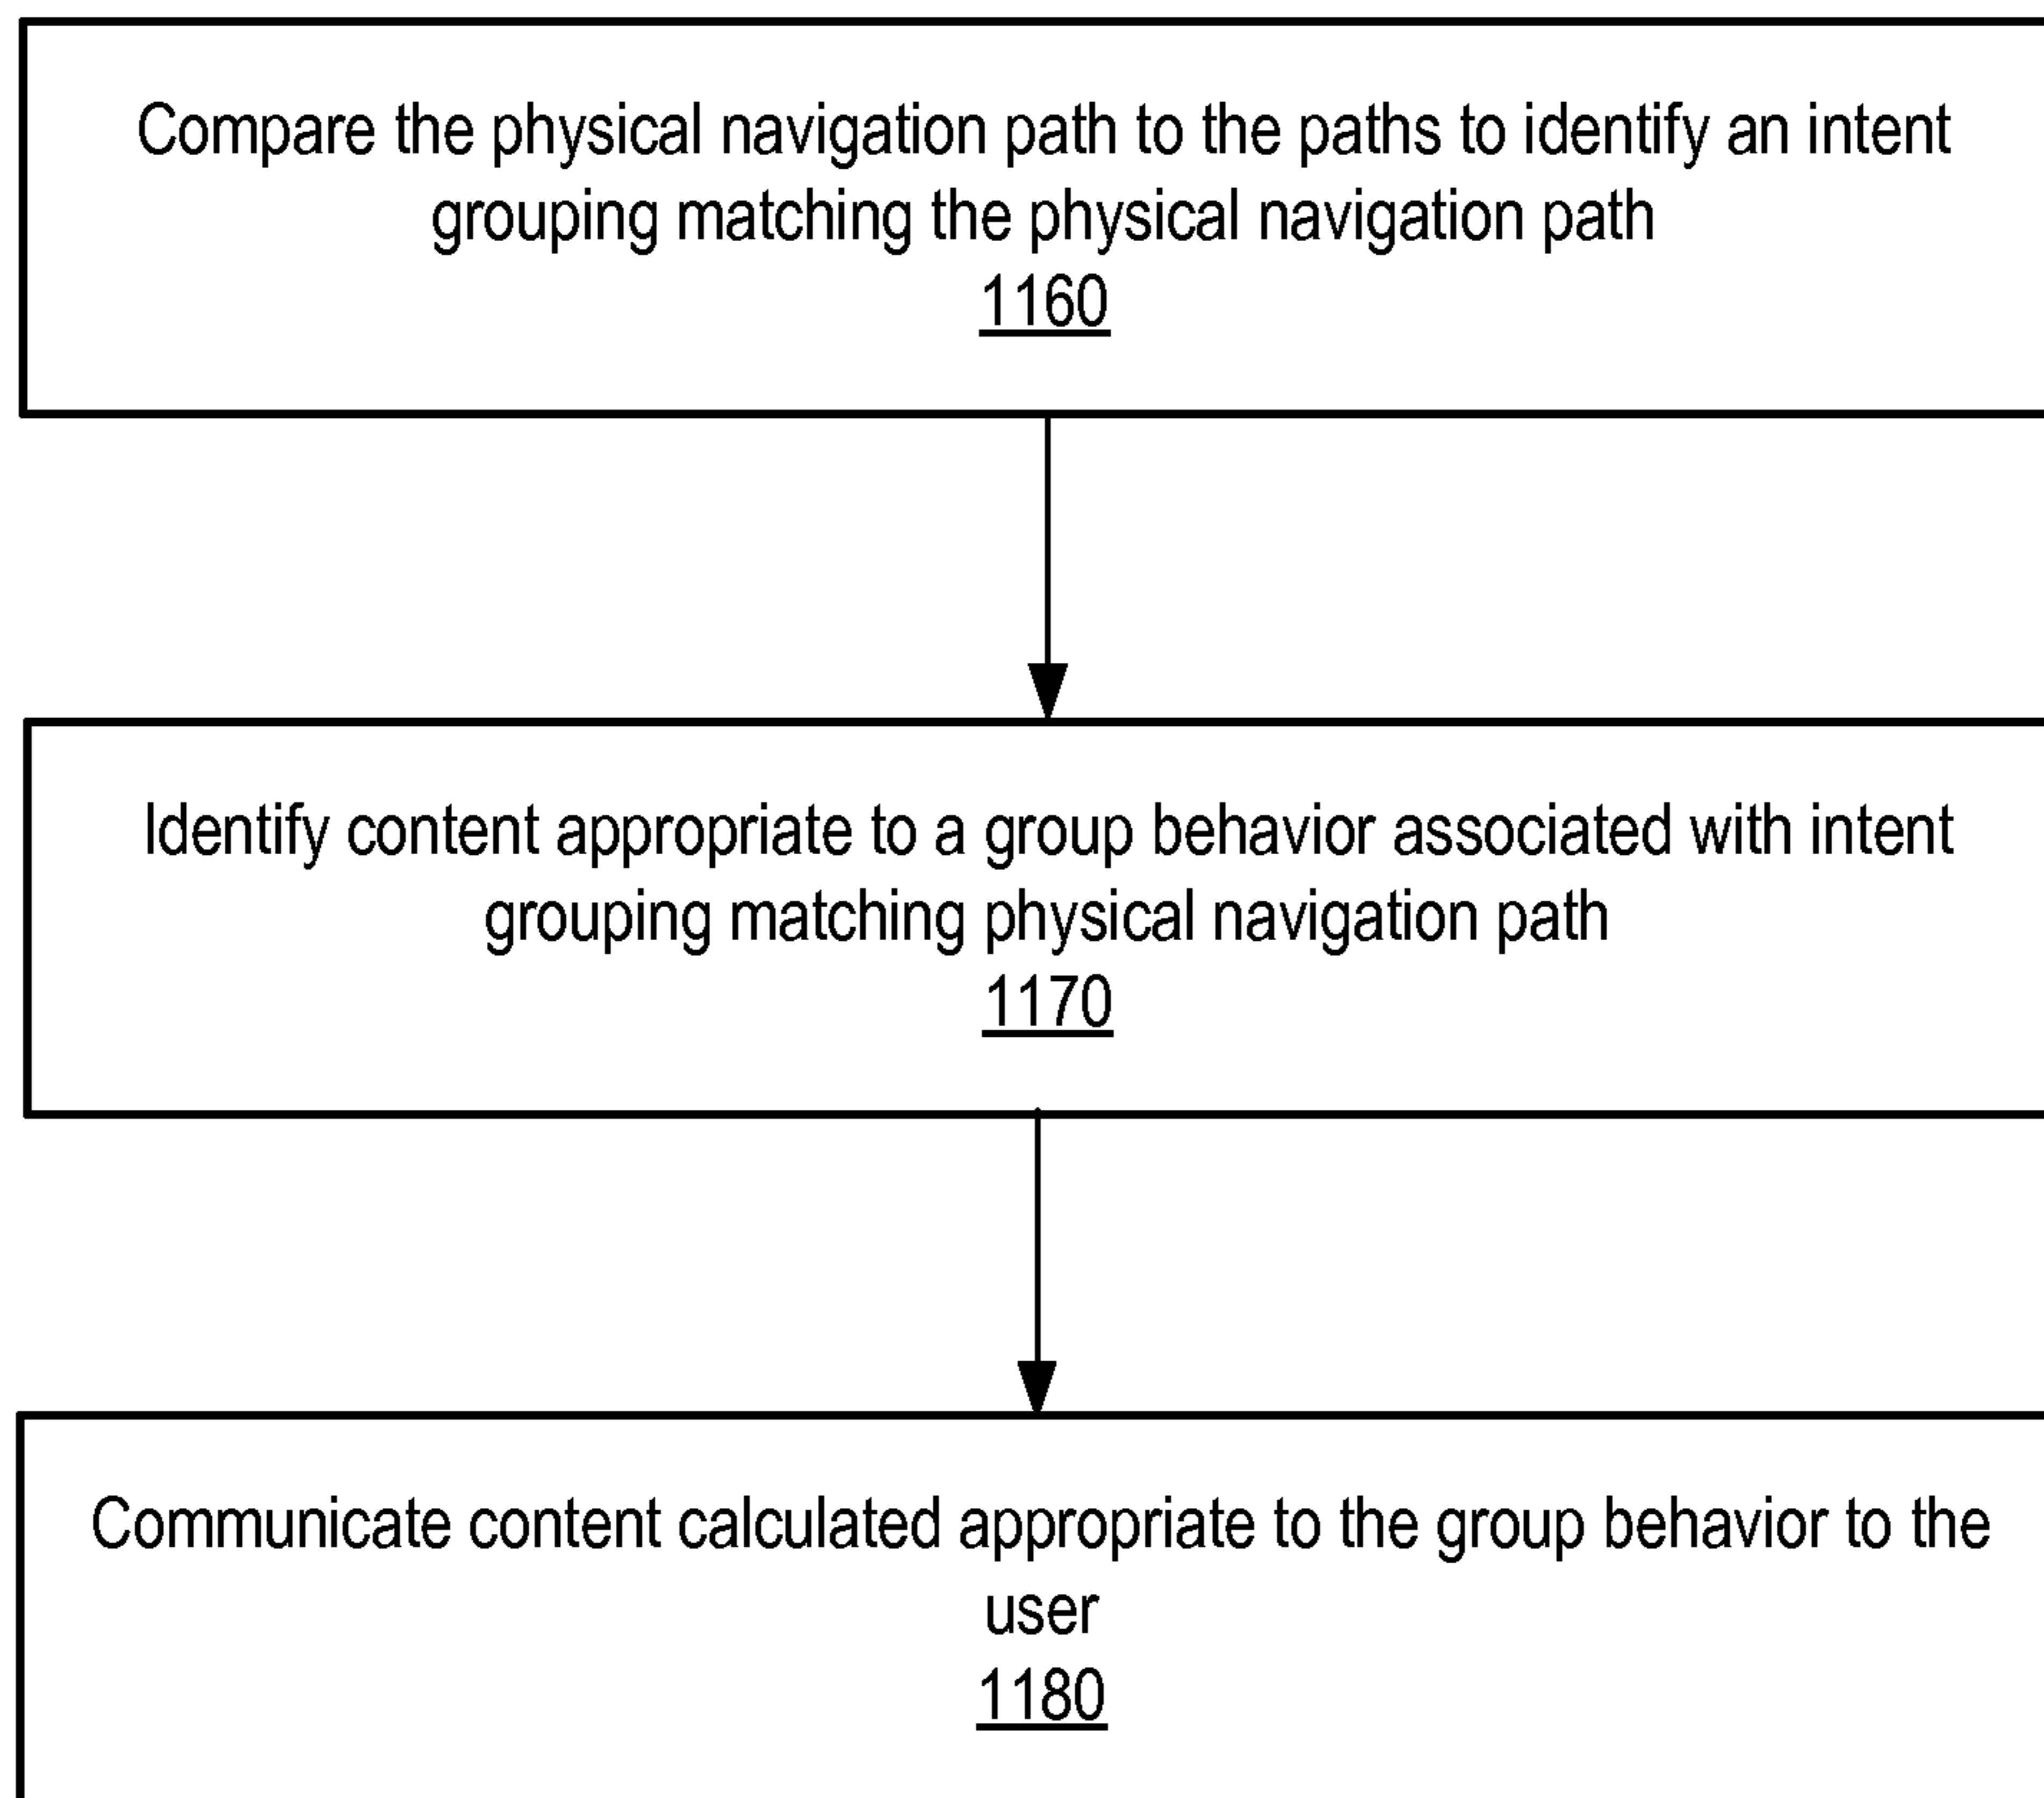 Compare the physical navigation path to the paths to identify an intent
grouping matching the physical navigation path
1160
Identify content appropriate to a group behavior associated with intent
grouping matching physical navigation path
1170
Communicate content calculated appropriate to the group behavior to the
user
1180